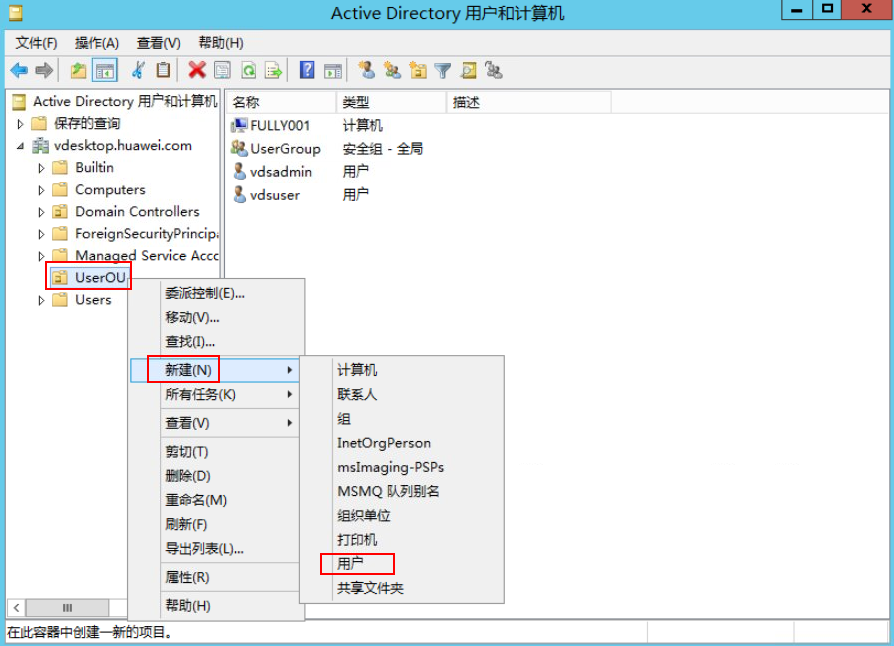 Active Directory 用户和计算机
文件(F) 操作(A) 查看(V) 帮助(H)
Active Directory 用户和计算机
保存的查询
vdesktop.huawei.com
Builtin
Computers
Domain Controllers
ForeignSecurityPrincipa
Managed Service Acco
UserOU
Users
名称 类型 描述
FULLY001 计算机
UserGroup 安全组 - 全局
vdsadmin 用户
vdsuser 用户
委派控制(E)...
移动(V)...
查找(I)...
新建(N)
所有任务(K)
查看(V)
剪切(T)
删除(D)
重命名(M)
刷新(F)
导出列表(L)...
属性(R)
帮助(H)
计算机
联系人
组
InetOrgPerson
msImaging-PSPs
MSMQ 队列别名
组织单位
打印机
用户
共享文件夹
在此容器中创建一新的项目。